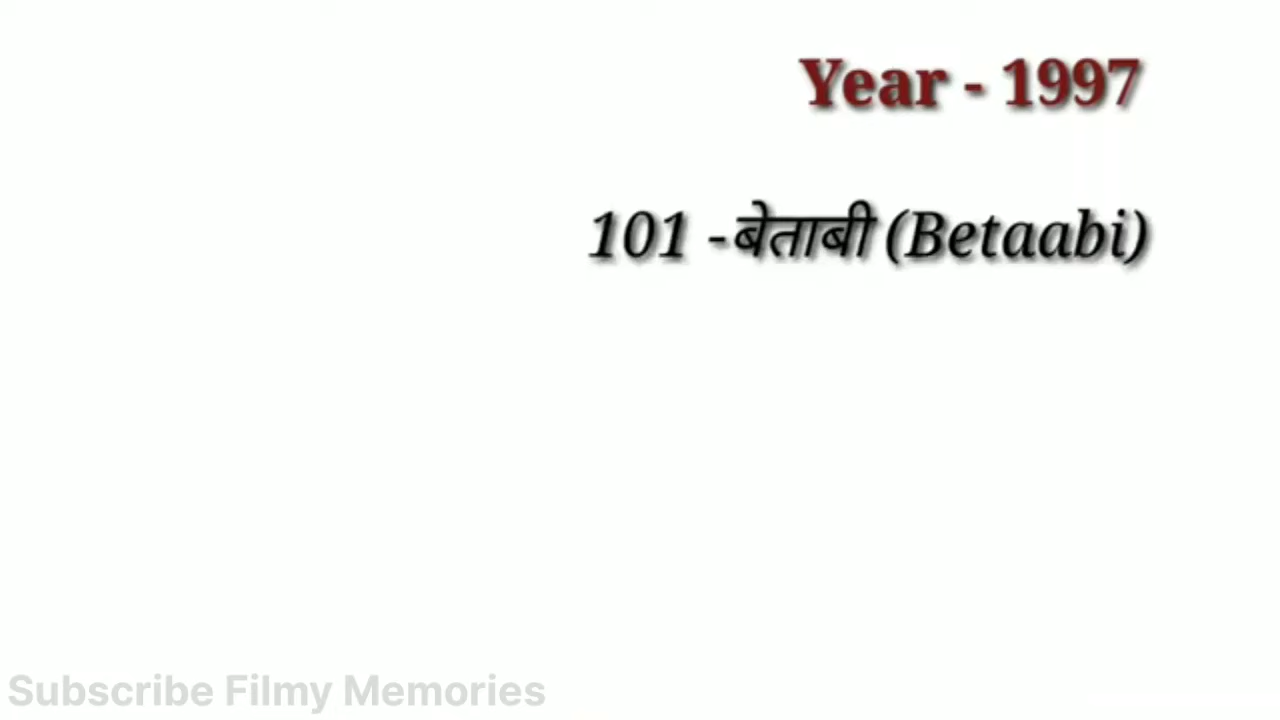 Year - 1997
101 -बेताबी (Betaabi)
Subscribe Filmy Memories